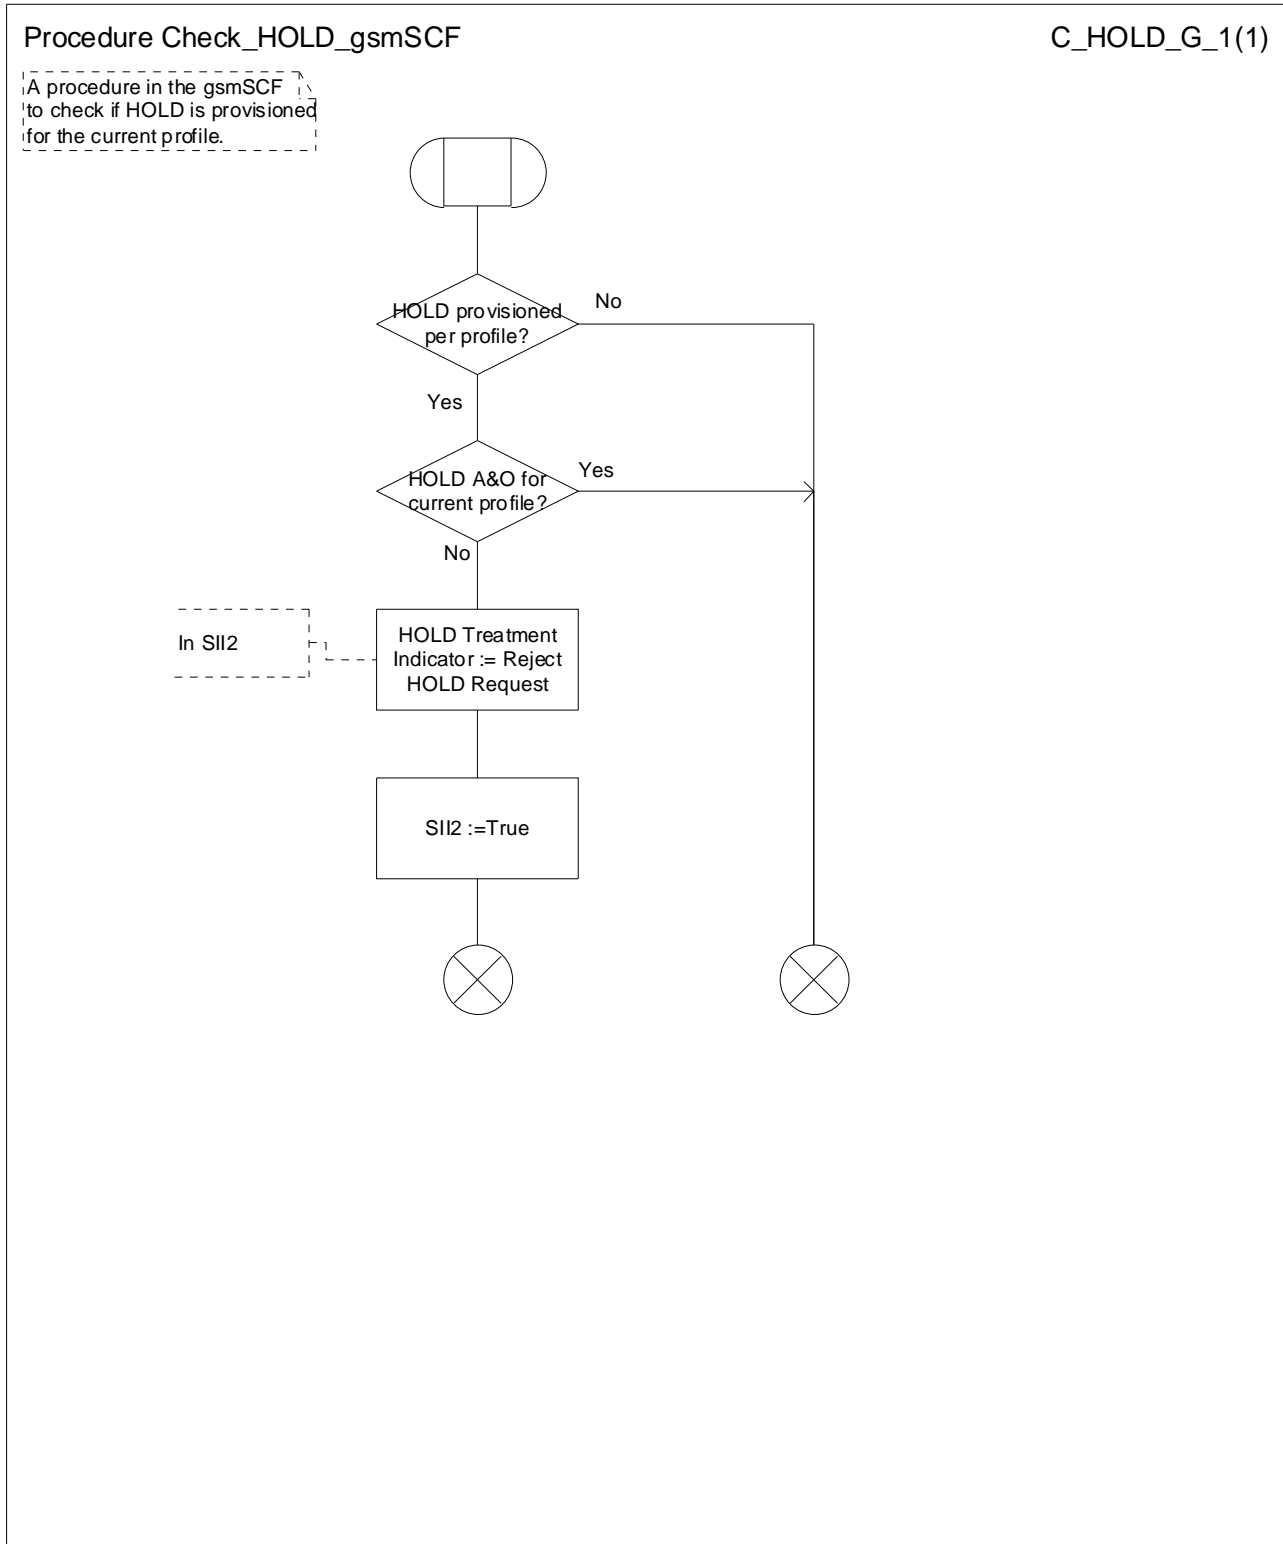 Procedure Check_HOLD_gsmSCF
C_HOLD_G_1(1)
A procedure in the gsmSCF
to check if HOLD is provisioned
for the current profile.
HOLD provisioned
per profile?
No
Yes
HOLD A&O for
current profile?
Yes
No
In SII2
HOLD Treatment
Indicator := Reject
HOLD Request
SII2 :=True